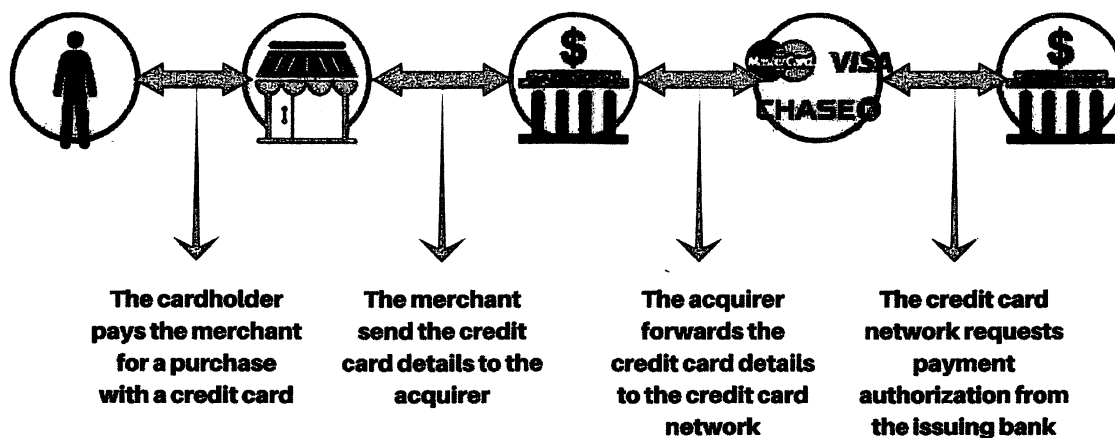 $
$
MasterCard
VISA
CHASE
The cardholder
pays the merchant
for a purchase
with a credit card
The merchant
send the credit
card details to the
acquirer
The acquirer
forwards the
credit card details
to the credit card
network
The credit card
network requests
payment
authorization from
the issuing bank